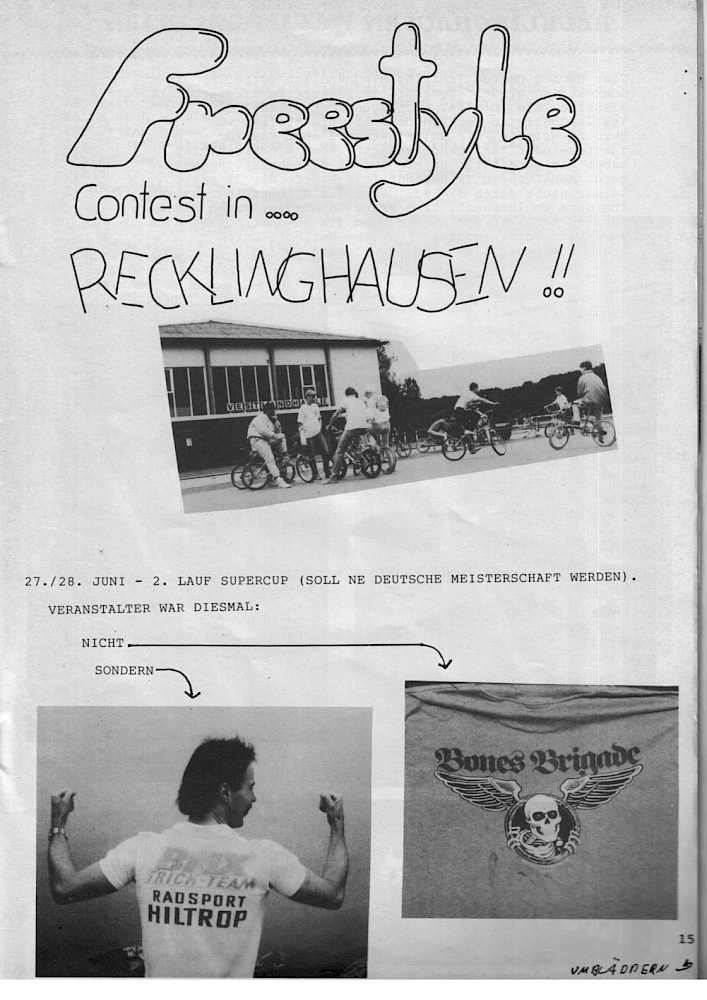 Freestyle
Contest in ....
RECKLINGHAUSEN !!
VESTLANDHALLE
27./28. JUNI - 2. LAUF SUPERCUP (SOLL NE DEUTSCHE MEISTERSCHAFT WERDEN).
VERANSTALTER WAR DIESMAL:
NICHT
SONDERN
Bones Brigade
BMX
TRICK-TEAM
RADSPORT
HILTROP
15
UMBLÄDDERN